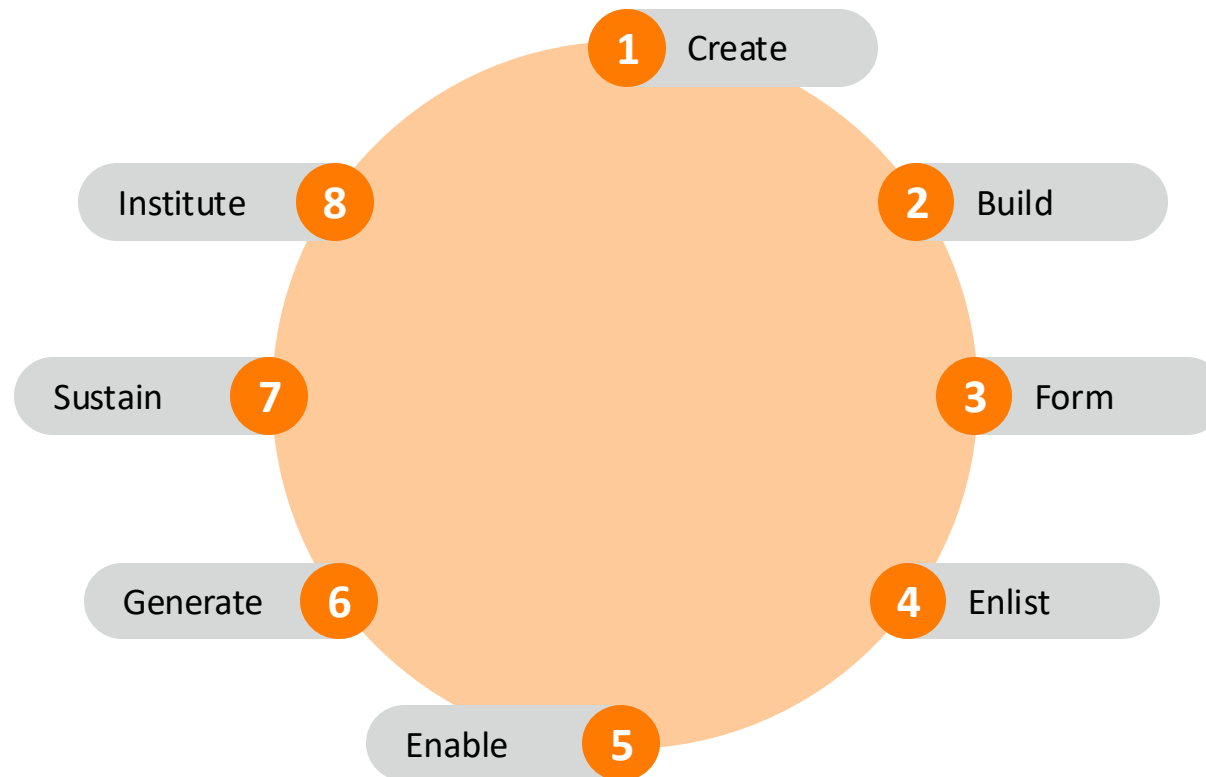 1 Create
2 Build
3 Form
4 Enlist
Enable 5
Generate 6
Sustain 7
Institute 8